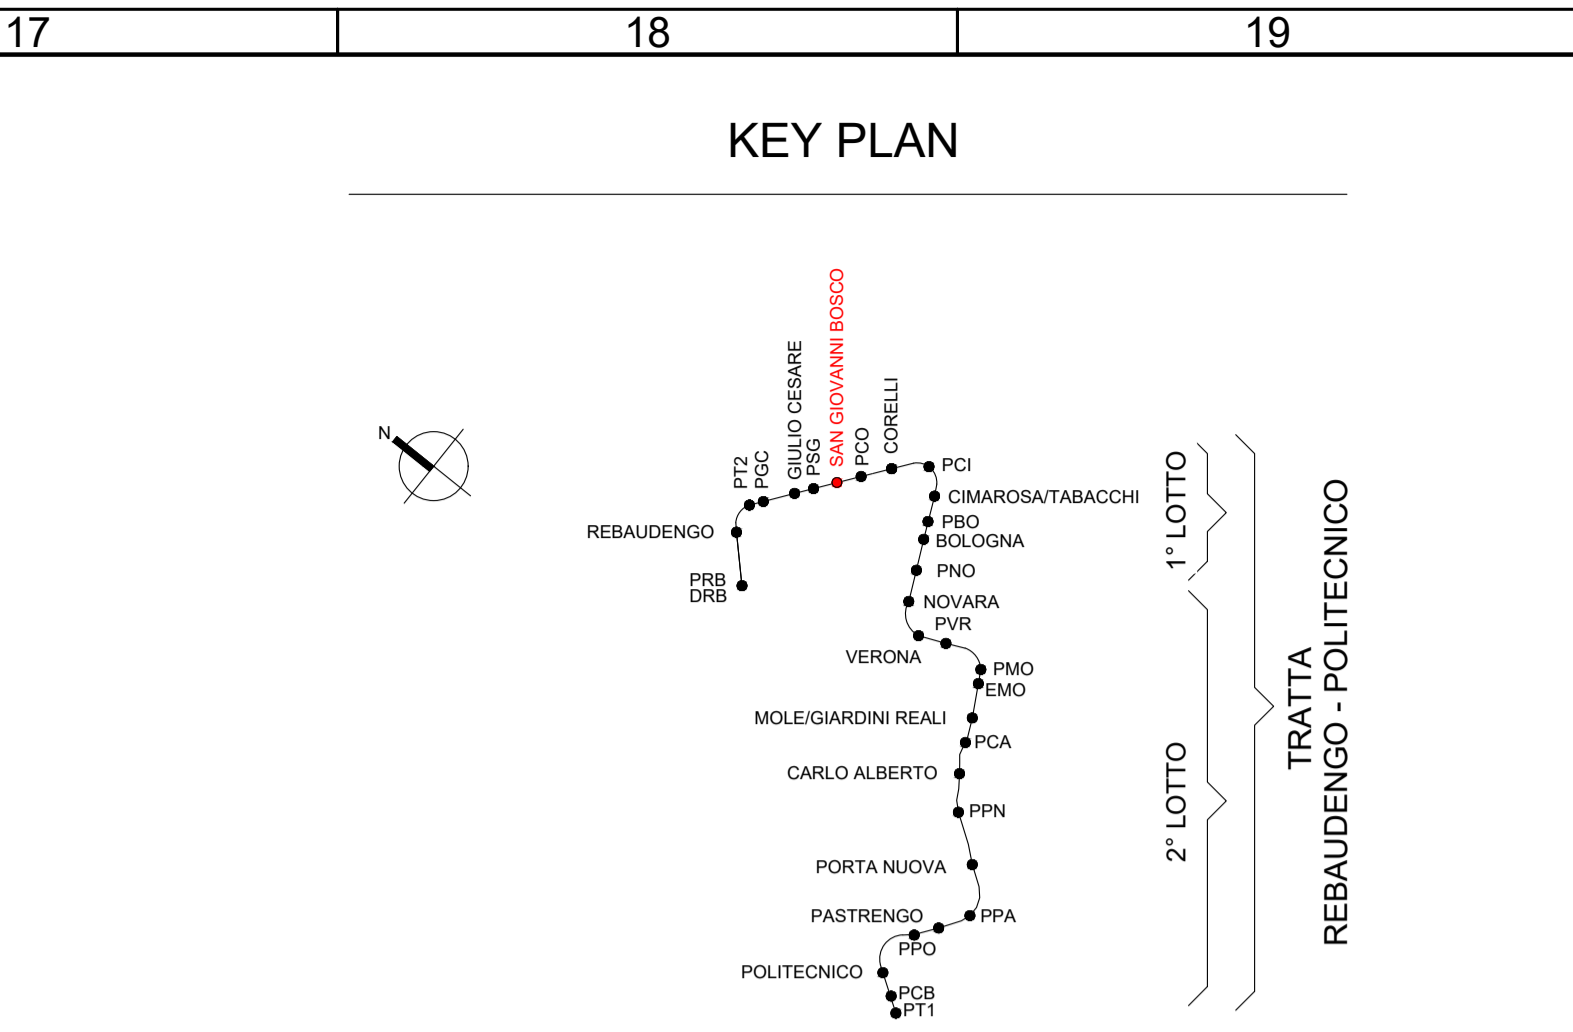 17
18
19
KEY PLAN
N
PT2
PGC
GIULIO CESARE
PSG
SAN GIOVANNI BOSCO
PCO
CORELLI
PCI
CIMAROSA/TABACCHI
PBO
BOLOGNA
PNO
NOVARA
PVR
VERONA
PMO
EMO
MOLE/GIARDINI REALI
PCA
CARLO ALBERTO
PPN
PORTA NUOVA
PASTRENGO
PPA
PPO
POLITECNICO
PCB
PT1
REBAUDENGO
PRB
DRB
1° LOTTO
2° LOTTO
TRATTA
REBAUDENGO - POLITECNICO